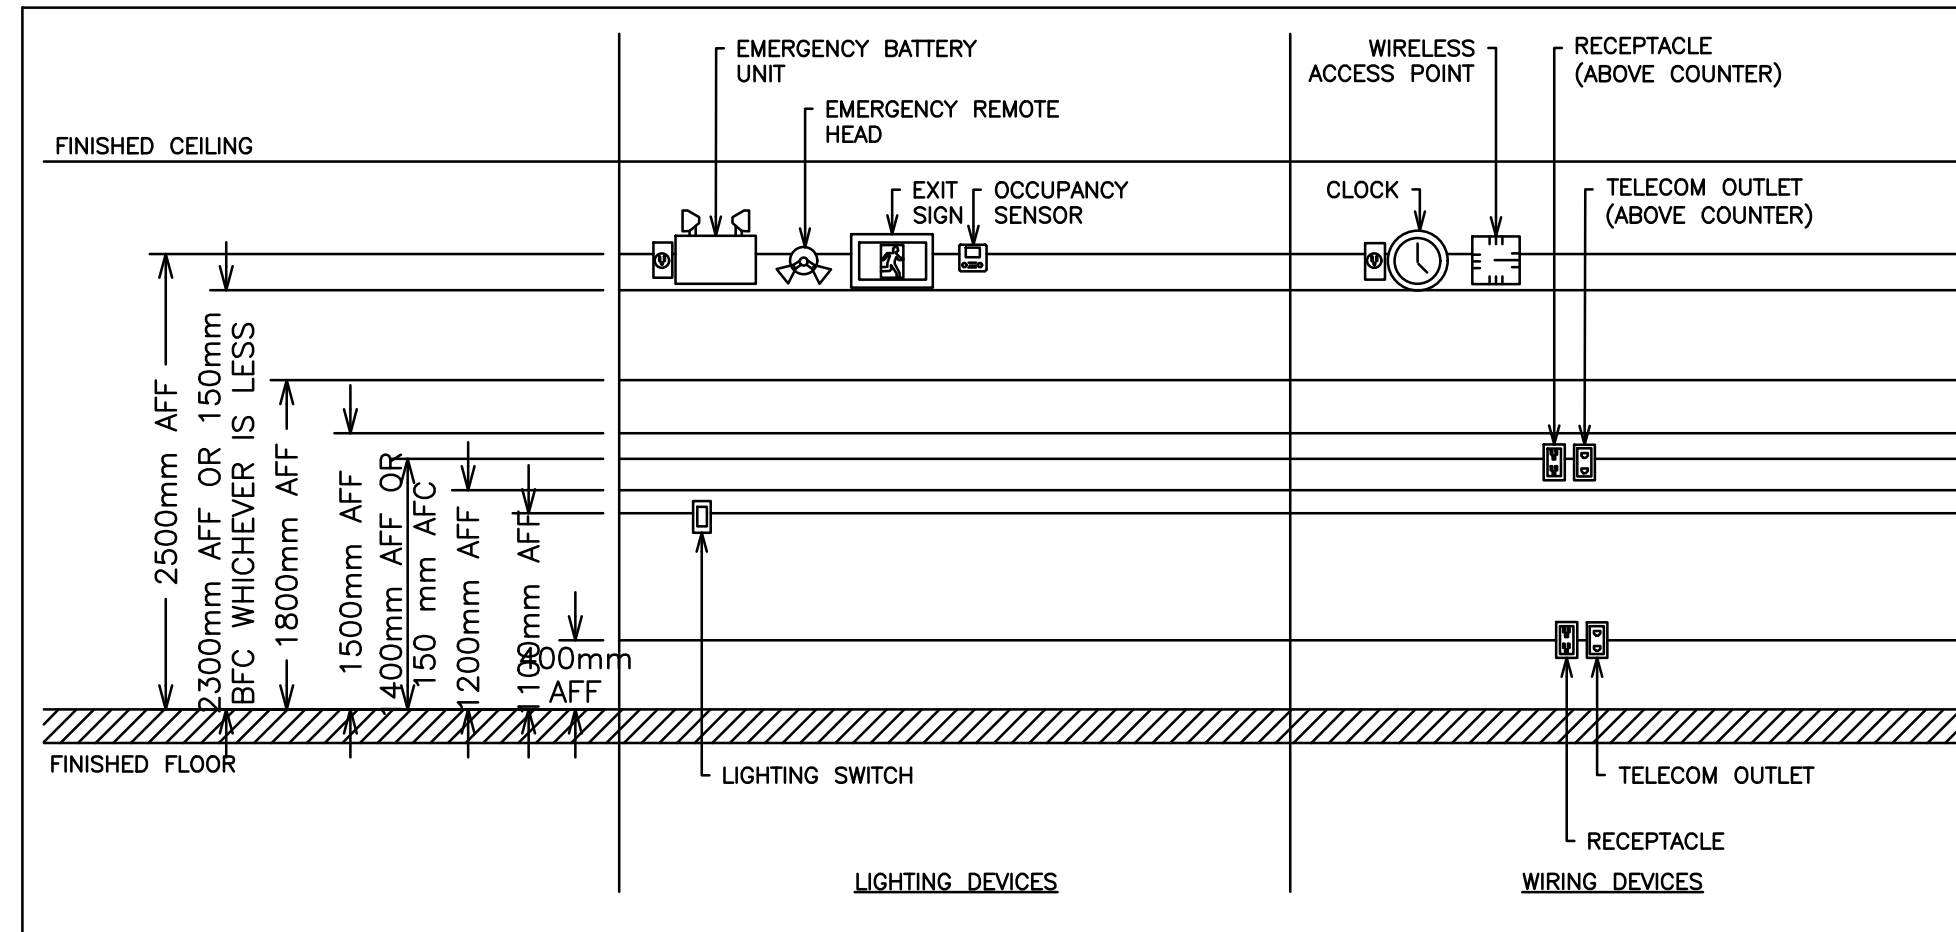 EMERGENCY BATTERY
UNIT
EMERGENCY REMOTE
HEAD
EXIT
SIGN
OCCUPANCY
SENSOR
WIRELESS
ACCESS POINT
RECEPTACLE
(ABOVE COUNTER)
CLOCK
TELECOM OUTLET
(ABOVE COUNTER)
FINISHED CEILING
2500mm AFF
2300mm AFF OR 150mm
BFC WHICHEVER IS LESS
1800mm AFF
1500mm AFF
1400mm AFF OR
150 mm AFC
1200mm AFF
1100mm AFF
400mm
AFF
FINISHED FLOOR
LIGHTING SWITCH
TELECOM OUTLET
RECEPTACLE
LIGHTING DEVICES
WIRING DEVICES